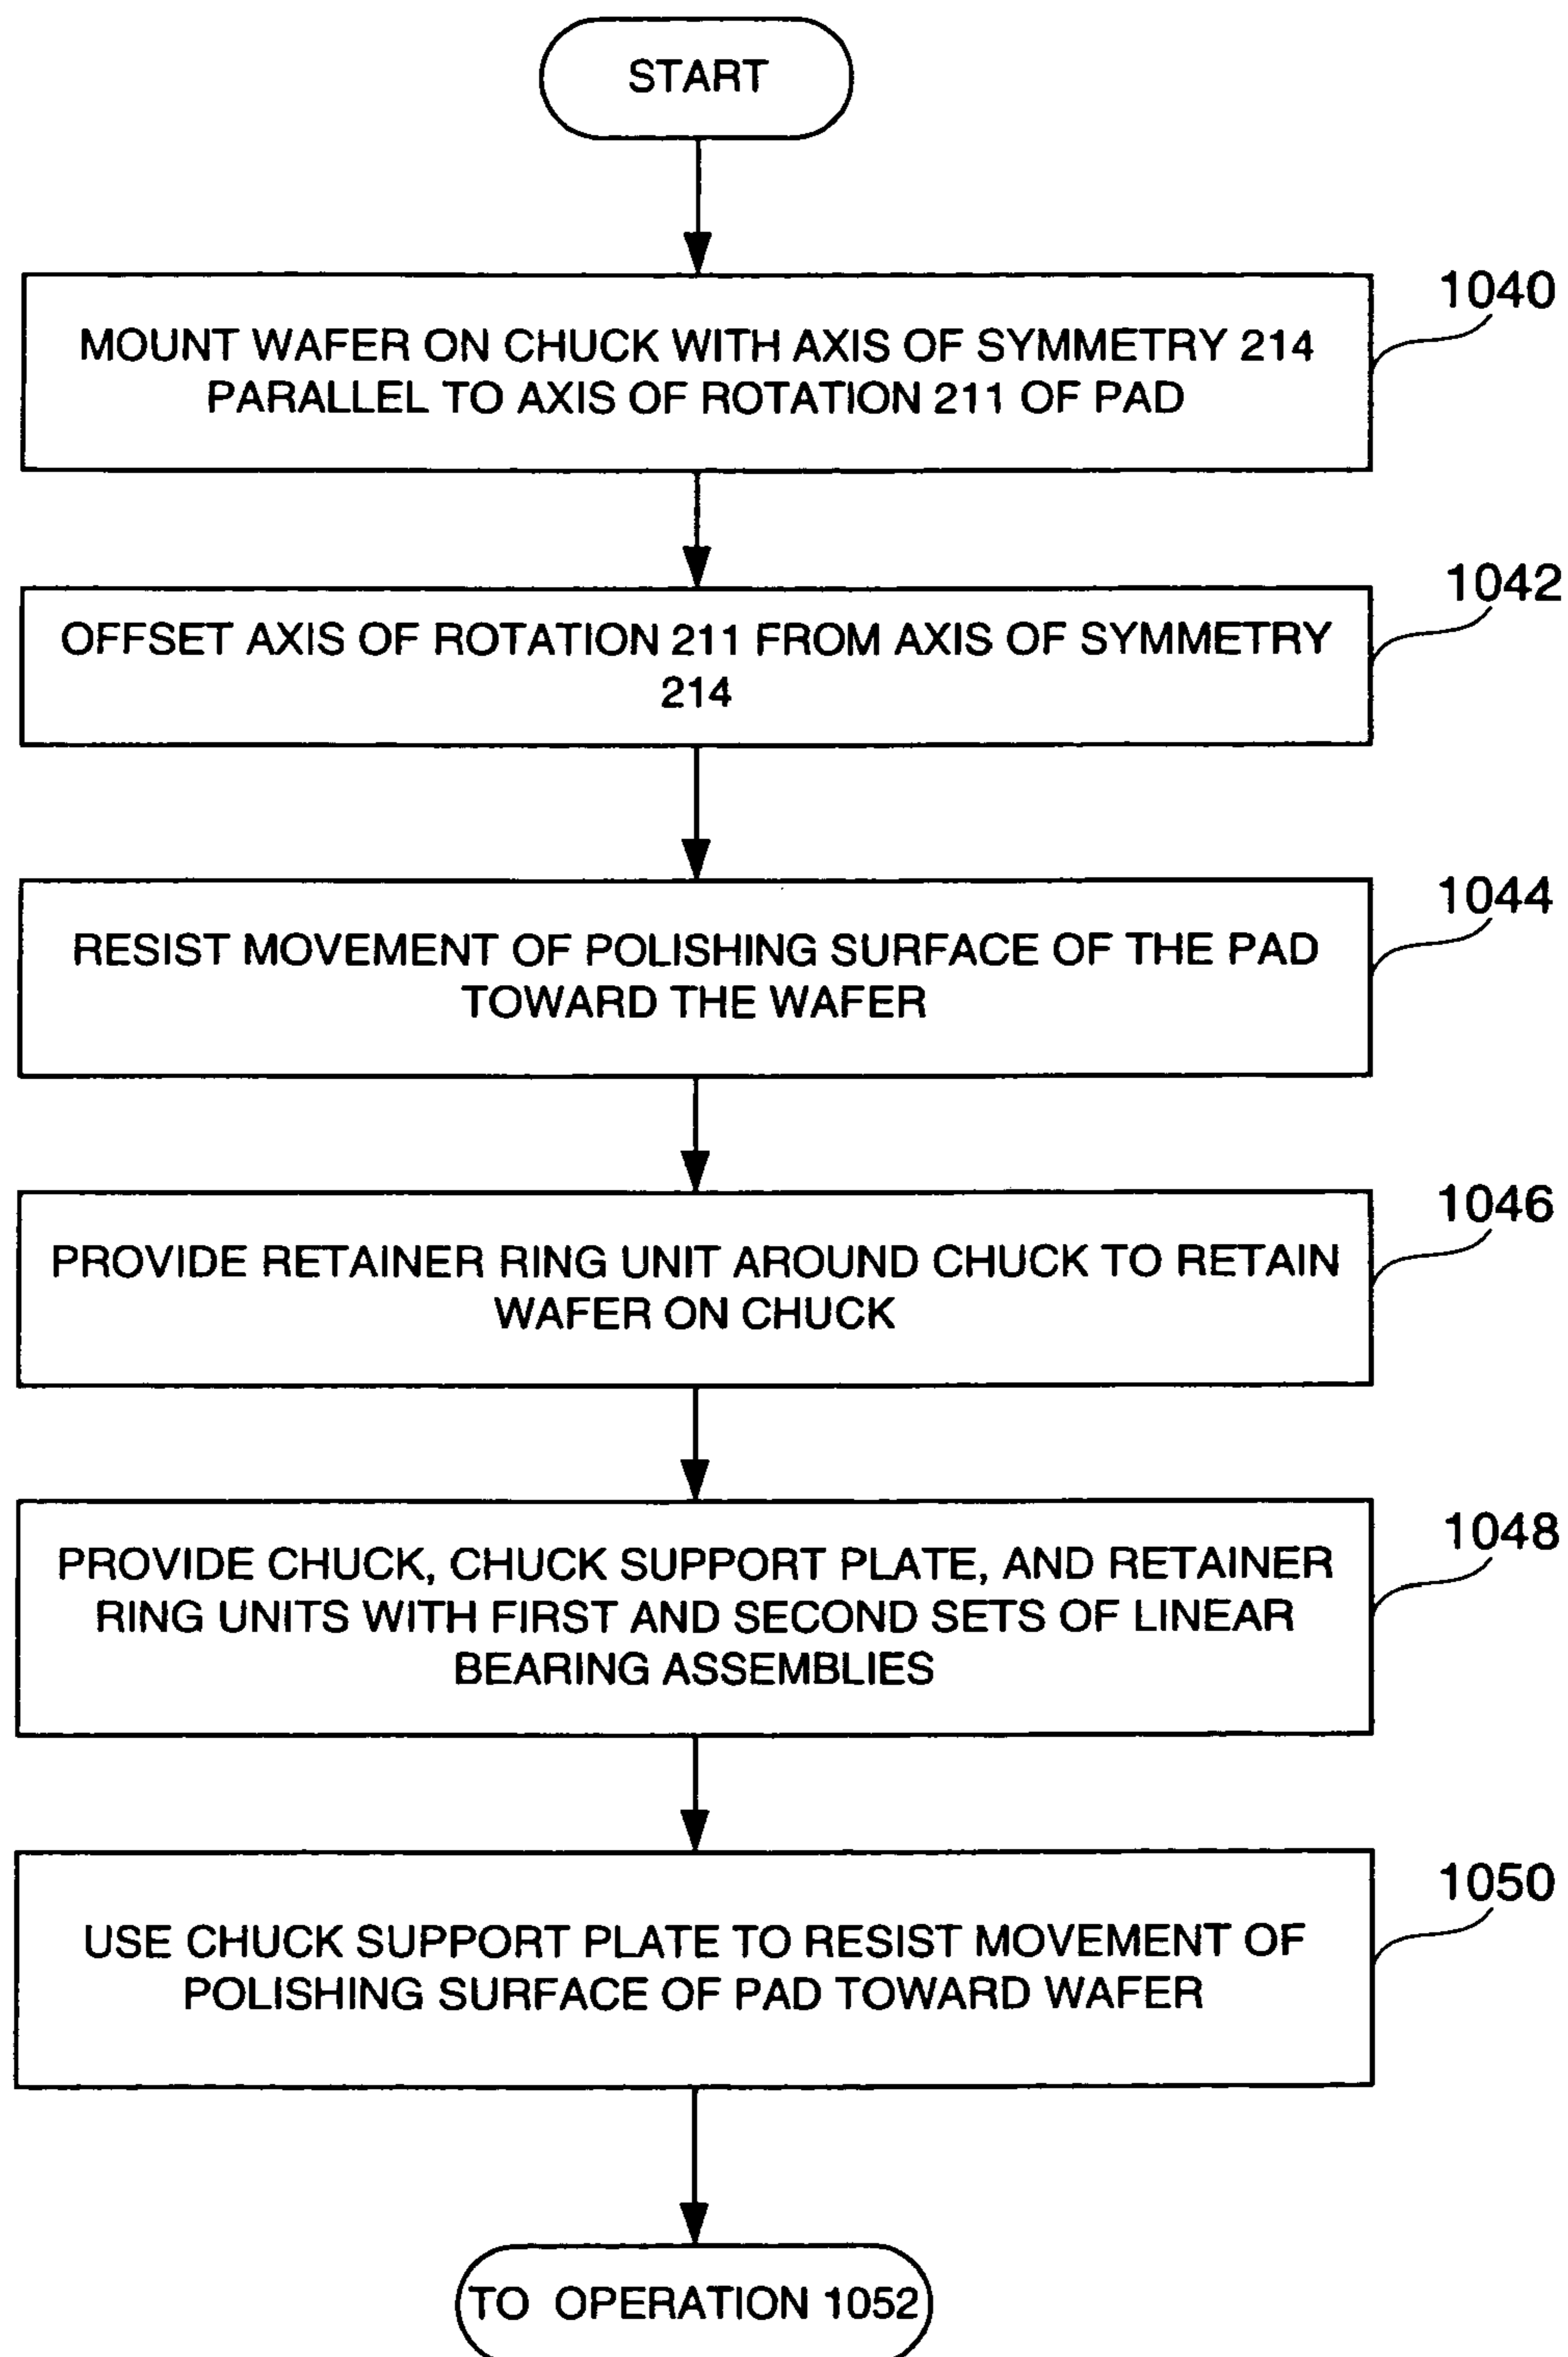 START
1040
MOUNT WAFER ON CHUCK WITH AXIS OF SYMMETRY 214
PARALLEL TO AXIS OF ROTATION 211 OF PAD
1042
OFFSET AXIS OF ROTATION 211 FROM AXIS OF SYMMETRY
214
1044
RESIST MOVEMENT OF POLISHING SURFACE OF THE PAD
TOWARD THE WAFER
1046
PROVIDE RETAINER RING UNIT AROUND CHUCK TO RETAIN
WAFER ON CHUCK
1048
PROVIDE CHUCK, CHUCK SUPPORT PLATE, AND RETAINER
RING UNITS WITH FIRST AND SECOND SETS OF LINEAR
BEARING ASSEMBLIES
1050
USE CHUCK SUPPORT PLATE TO RESIST MOVEMENT OF
POLISHING SURFACE OF PAD TOWARD WAFER
TO OPERATION 1052